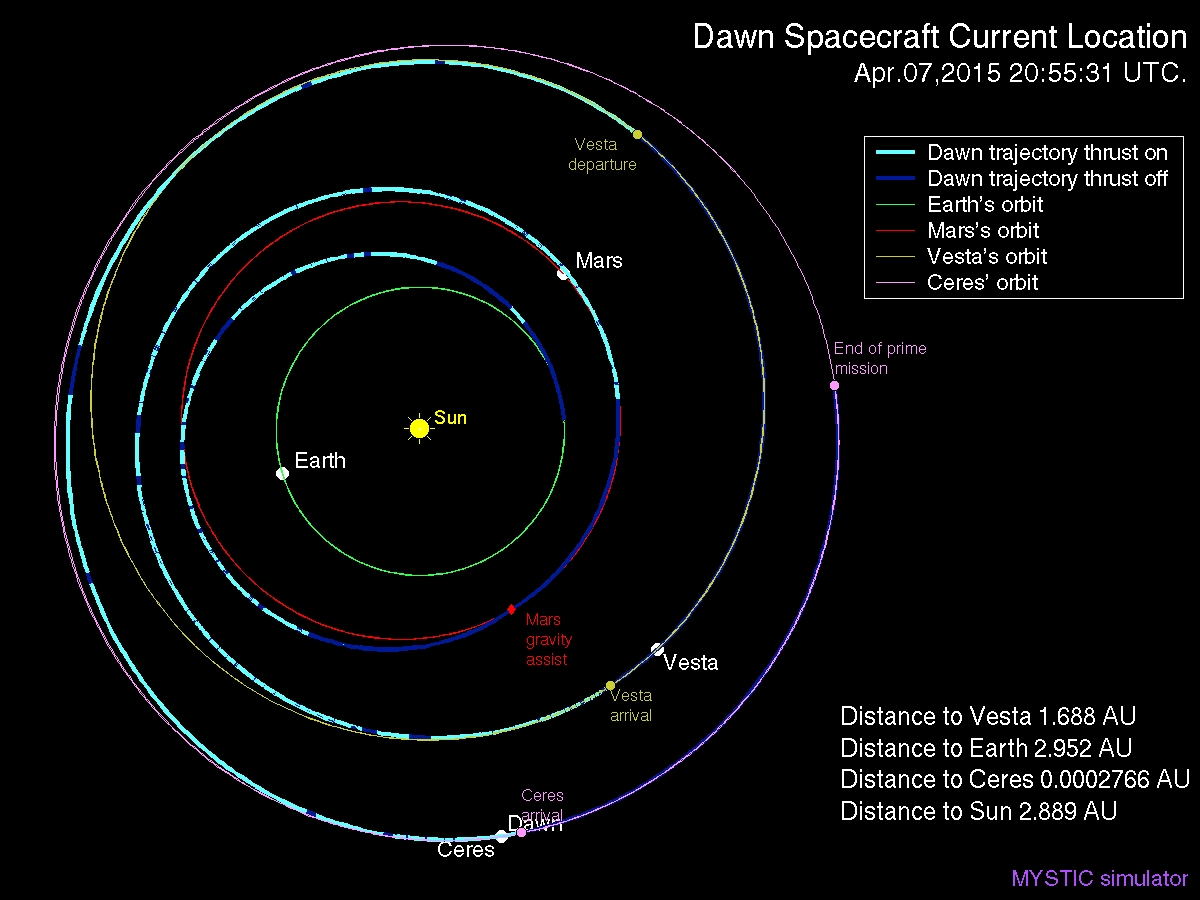 Dawn Spacecraft Current Location
Apr.07,2015 20:55:31 UTC.
Dawn trajectory thrust on
Dawn trajectory thrust off
Earth's orbit
Mars's orbit
Vesta's orbit
Ceres' orbit
Vesta
departure
Mars
End of prime
mission
Sun
Earth
Mars
gravity
assist
Vesta
Vesta
arrival
Distance to Vesta 1.688 AU
Distance to Earth 2.952 AU
Distance to Ceres 0.0002766 AU
Distance to Sun 2.889 AU
Ceres
arrival
Dawn
Ceres
MYSTIC simulator